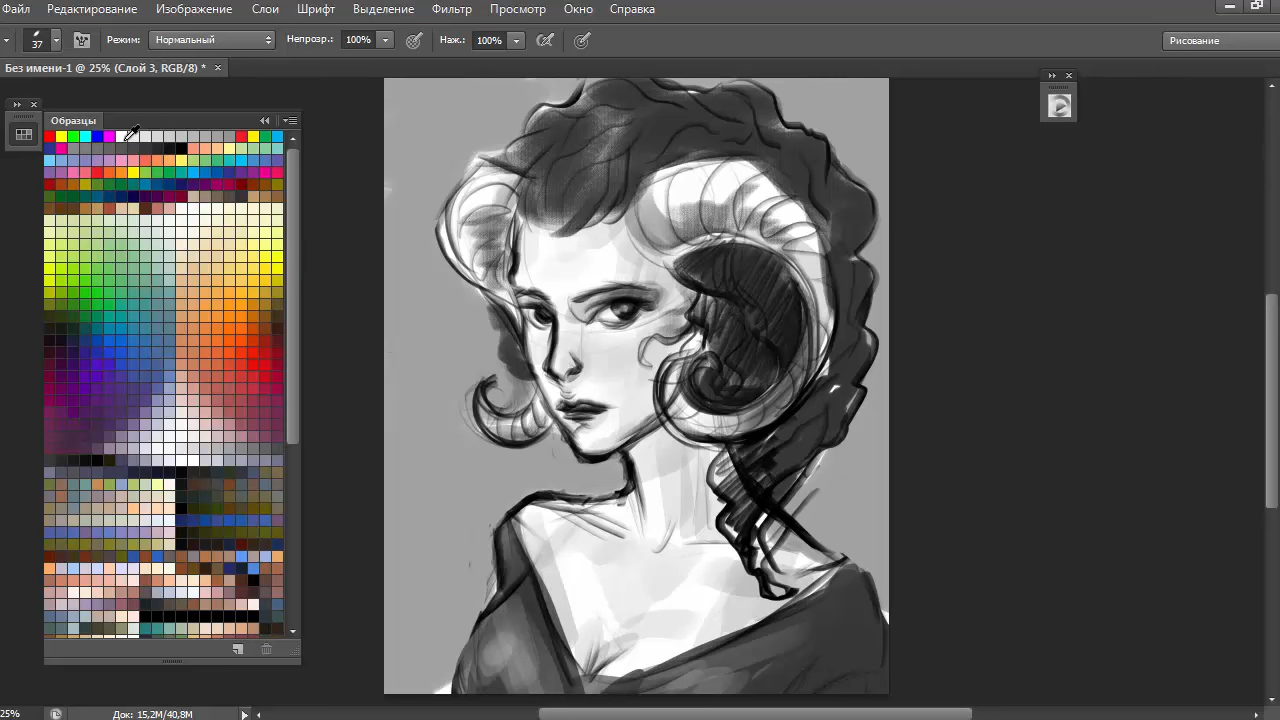 Файл Редактирование Изображение Слои Шрифт Выделение Фильтр Просмотр Окно Справка
37 Режим: Нормальный Непрозр.: 100% Наж.: 100% Рисование
Без имени-1 @ 25% (Слой 3, RGB/8) * ×
Образцы
25% Док: 15,2M/40,8M